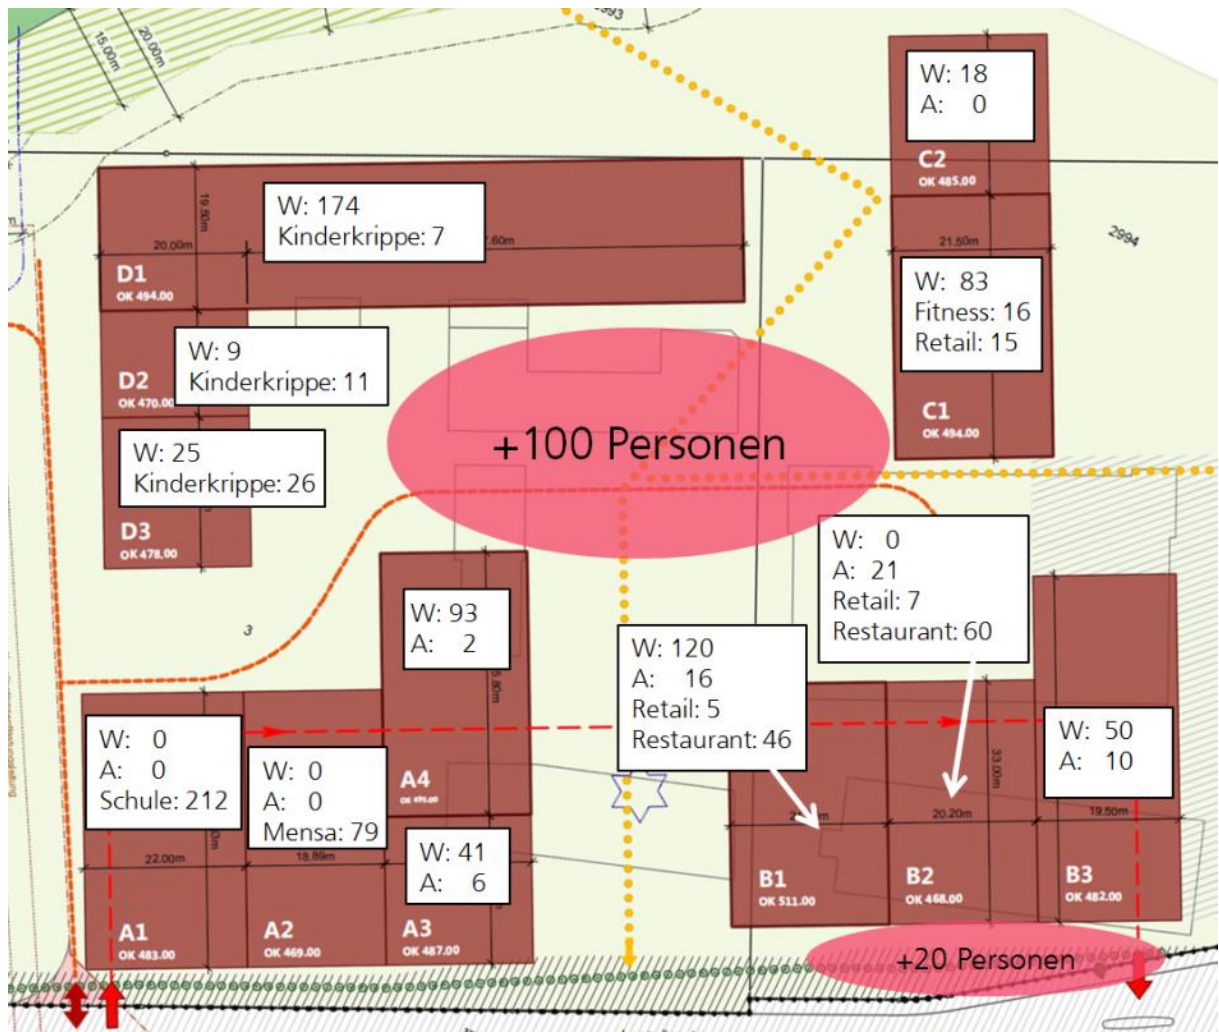 15.00m
20.00m
W: 18
A: 0
C2
OK 485.00
19.50m
W: 174
Kinderkrippe: 7
20.00m
.60m
D1
OK 494.00
2994
21.50m
W: 83
Fitness: 16
Retail: 15
C1
OK 494.00
W: 9
Kinderkrippe: 11
D2
OK 470.00
+100 Personen
W: 25
Kinderkrippe: 26
D3
OK 478.00
W: 0
A: 21
Retail: 7
Restaurant: 60
W: 93
A: 2
3
W: 120
A: 16
Retail: 5
Restaurant: 46
W: 0
A: 0
Schule: 212
W: 0
A: 0
Mensa: 79
A4
W: 50
A: 10
33.00m
20.20m
19.50m
22.00m
18.89m
W: 41
A: 6
B1
OK 511.00
B2
OK 468.00
B3
OK 482.00
A1
OK 483.00
A2
OK 469.00
A3
OK 487.00
+20 Personen